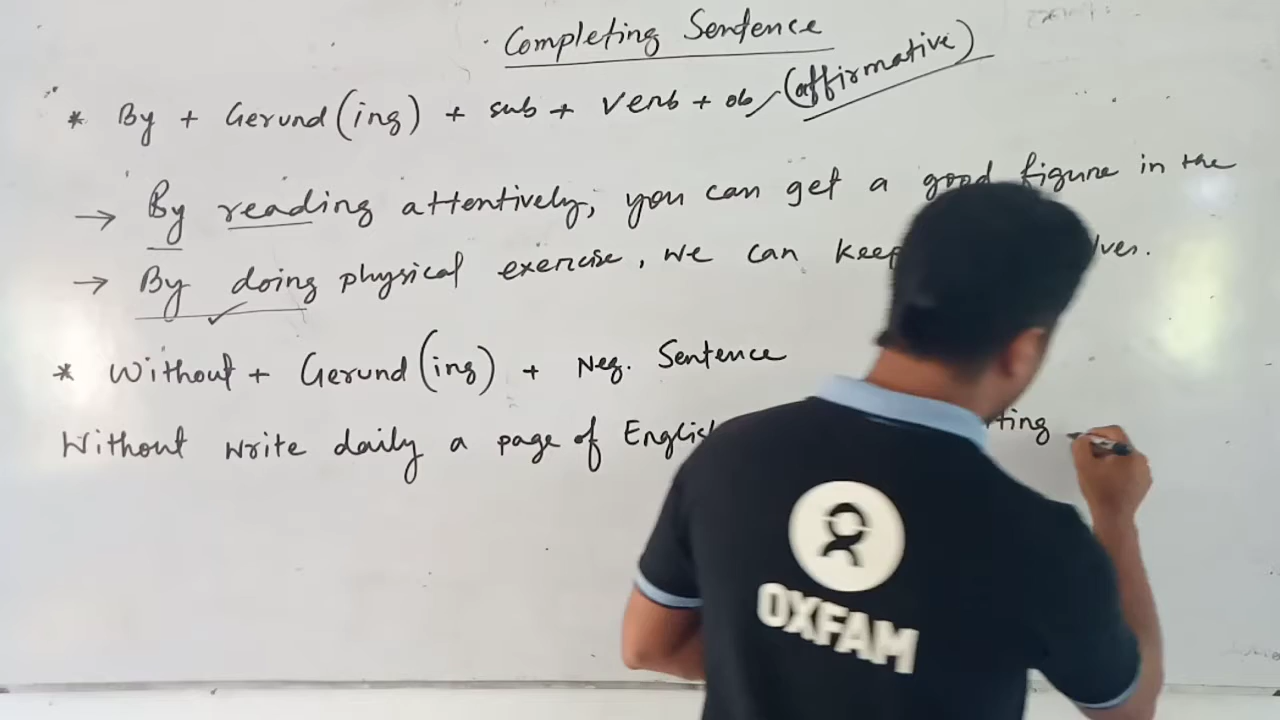 Completing Sentence
* By + Gerund (ing) + sub + Verb + ob (affirmative)
→ By reading attentively, you can get a good figure in the
→ By doing physical exercise, we can keep
* Without + Gerund (ing) + Neg. Sentence
Without write daily a page of English
OXFAM